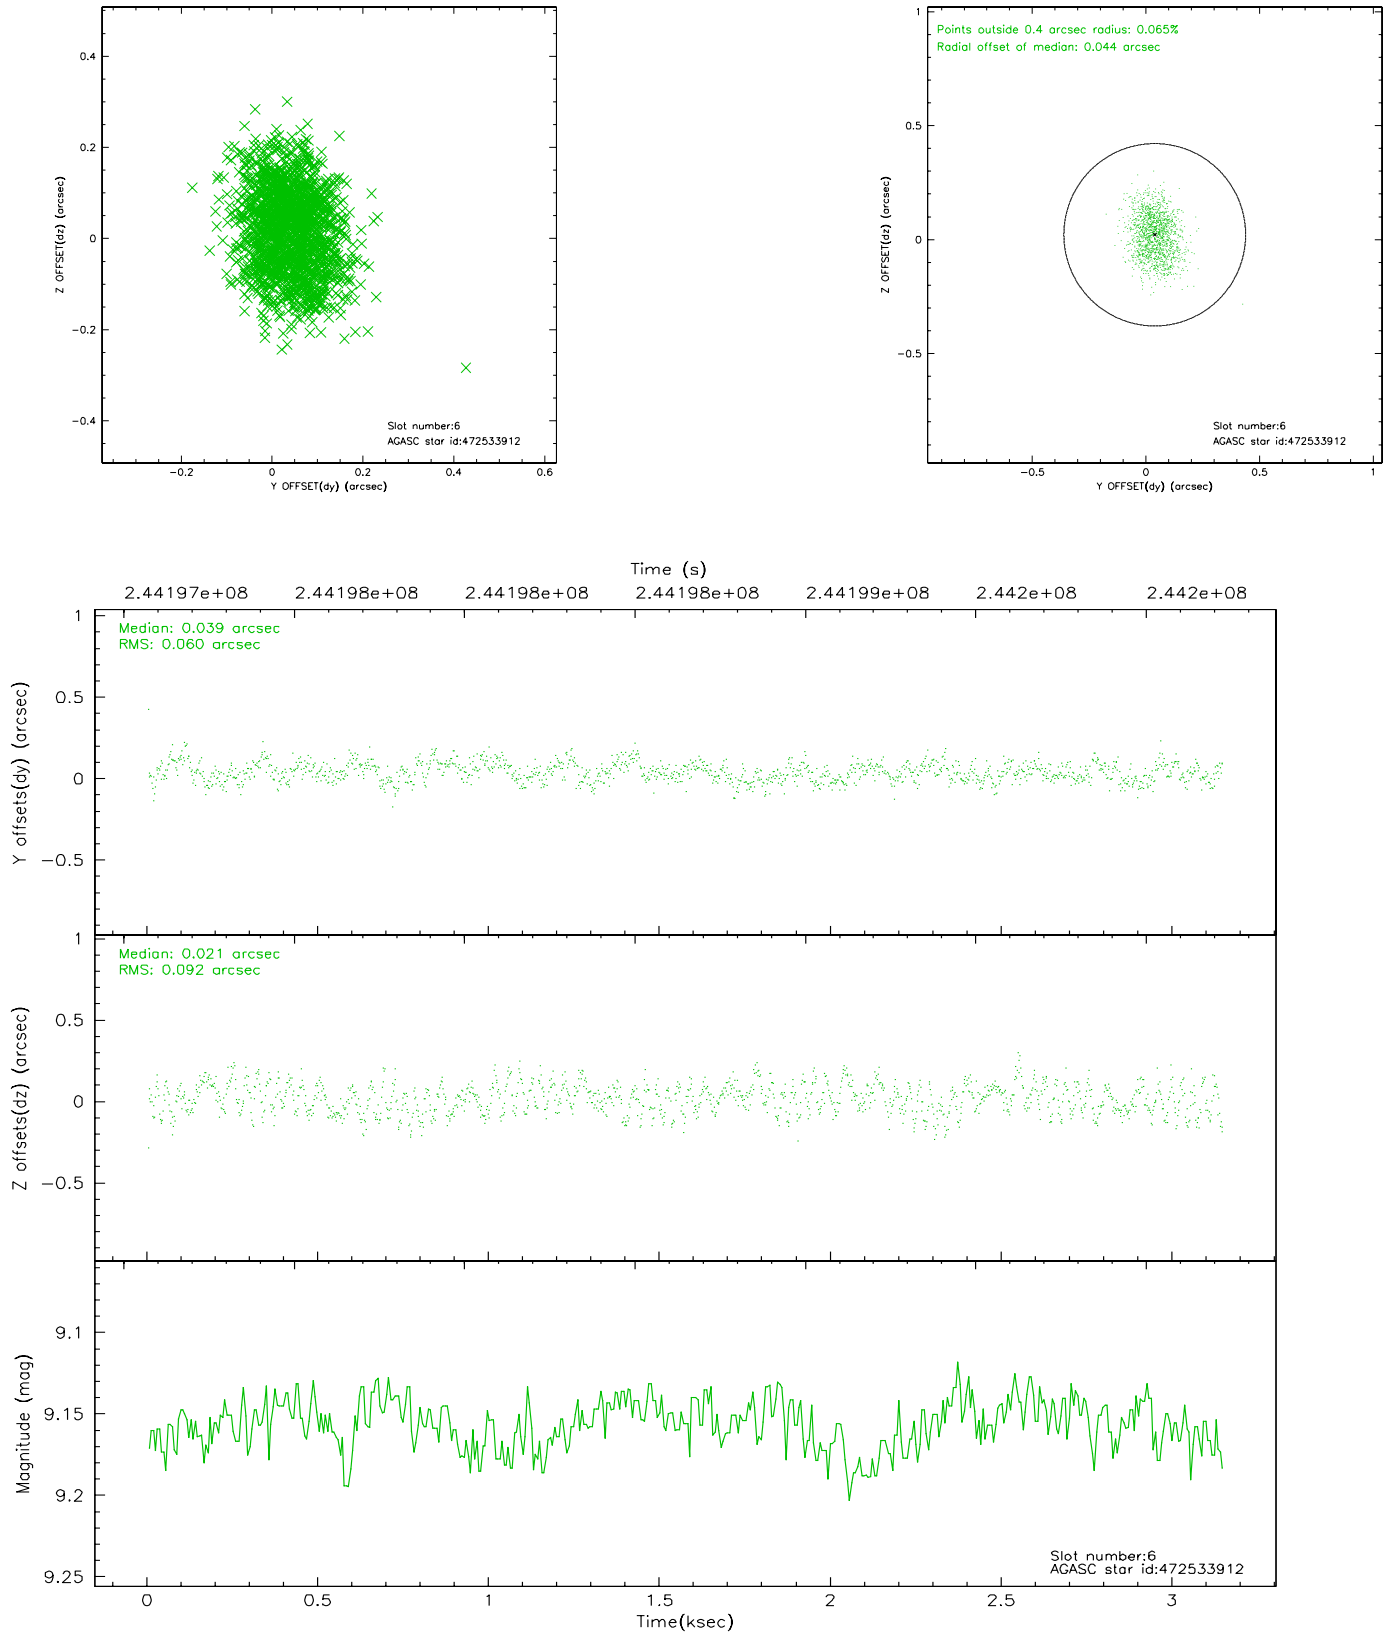 0.4
0.2
0
-0.2
-0.4
Z OFFSET(dz) (arcsec)
Slot number:6
AGASC star id:472533912
-0.2 0 0.2 0.4 0.6
Y OFFSET(dy) (arcsec)
Points outside 0.4 arcsec radius: 0.065%
Radial offset of median: 0.044 arcsec
1
0.5
0
-0.5
Z OFFSET(dz) (arcsec)
Slot number:6
AGASC star id:472533912
-0.5 0 0.5 1
Y OFFSET(dy) (arcsec)
Time (s)
2.44197e+08 2.44198e+08 2.44198e+08 2.44198e+08 2.44199e+08 2.442e+08 2.442e+08
Median: 0.039 arcsec
RMS: 0.060 arcsec
1
0.5
0
-0.5
Y offsets(dy) (arcsec)
Median: 0.021 arcsec
RMS: 0.092 arcsec
1
0.5
0
-0.5
Z offsets(dz) (arcsec)
9.1
9.15
9.2
9.25
Magnitude (mag)
Slot number:6
AGASC star id:472533912
0 0.5 1 1.5 2 2.5 3
Time(ksec)